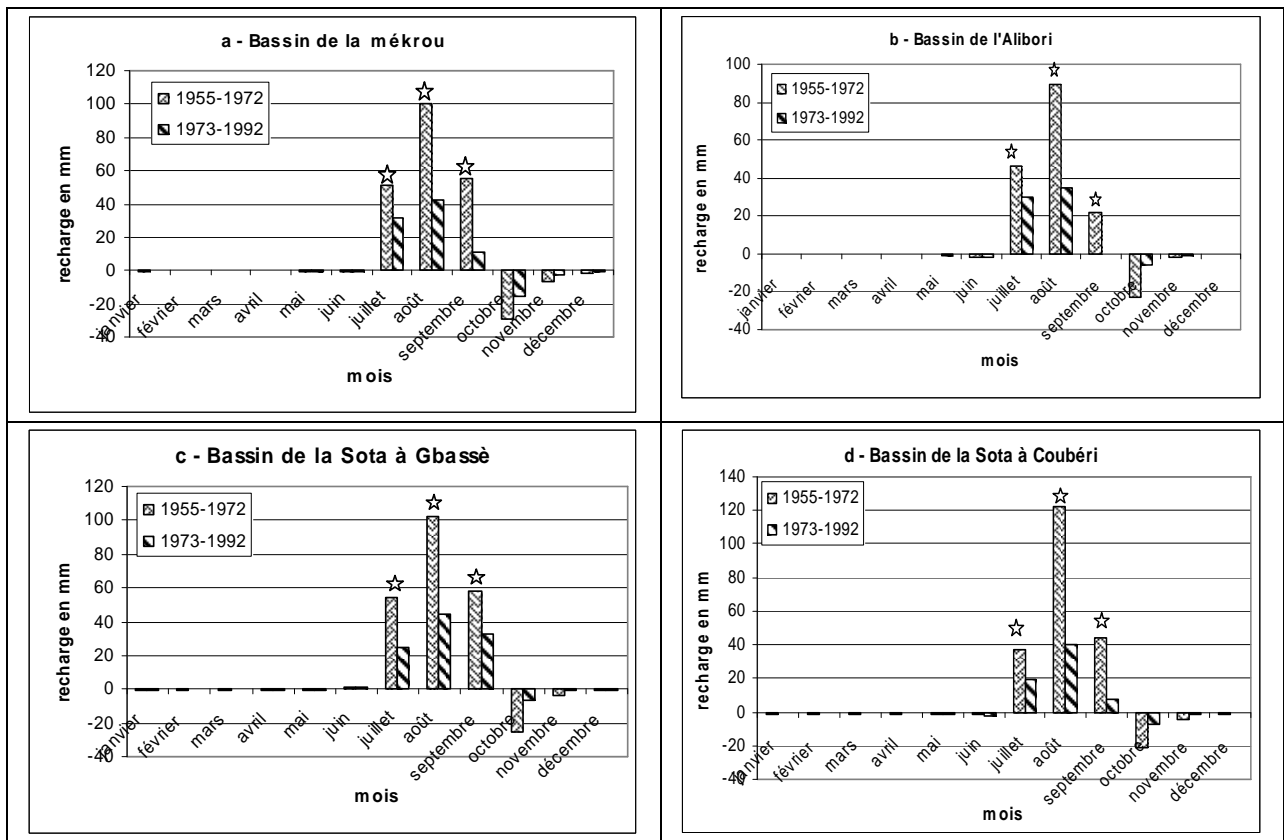 a - Bassin de la mékrou
120
100
80
60
40
20
0
-20
-40
recharge en mm
1955-1972
1973-1992
janvier
février
mars
avril
mai
juin
juillet
août
septembre
octobre
novembre
décembre
mois
b - Bassin de l'Alibori
100
80
60
40
20
0
-20
-40
recharge en mm
1955-1972
1973-1992
janvier
février
mars
avril
mai
juin
juillet
août
septembre
octobre
novembre
décembre
mois
c - Bassin de la Sota à Gbassè
120
100
80
60
40
20
0
-20
-40
recharge en mm
1955-1972
1973-1992
janvier
février
mars
avril
mai
juin
juillet
août
septembre
octobre
novembre
décembre
mois
d - Bassin de la Sota à Coubéri
140
120
100
80
60
40
20
0
-20
-40
recharge en mm
1955-1972
1973-1992
janvier
février
mars
avril
mai
juin
juillet
août
septembre
octobre
novembre
décembre
mois